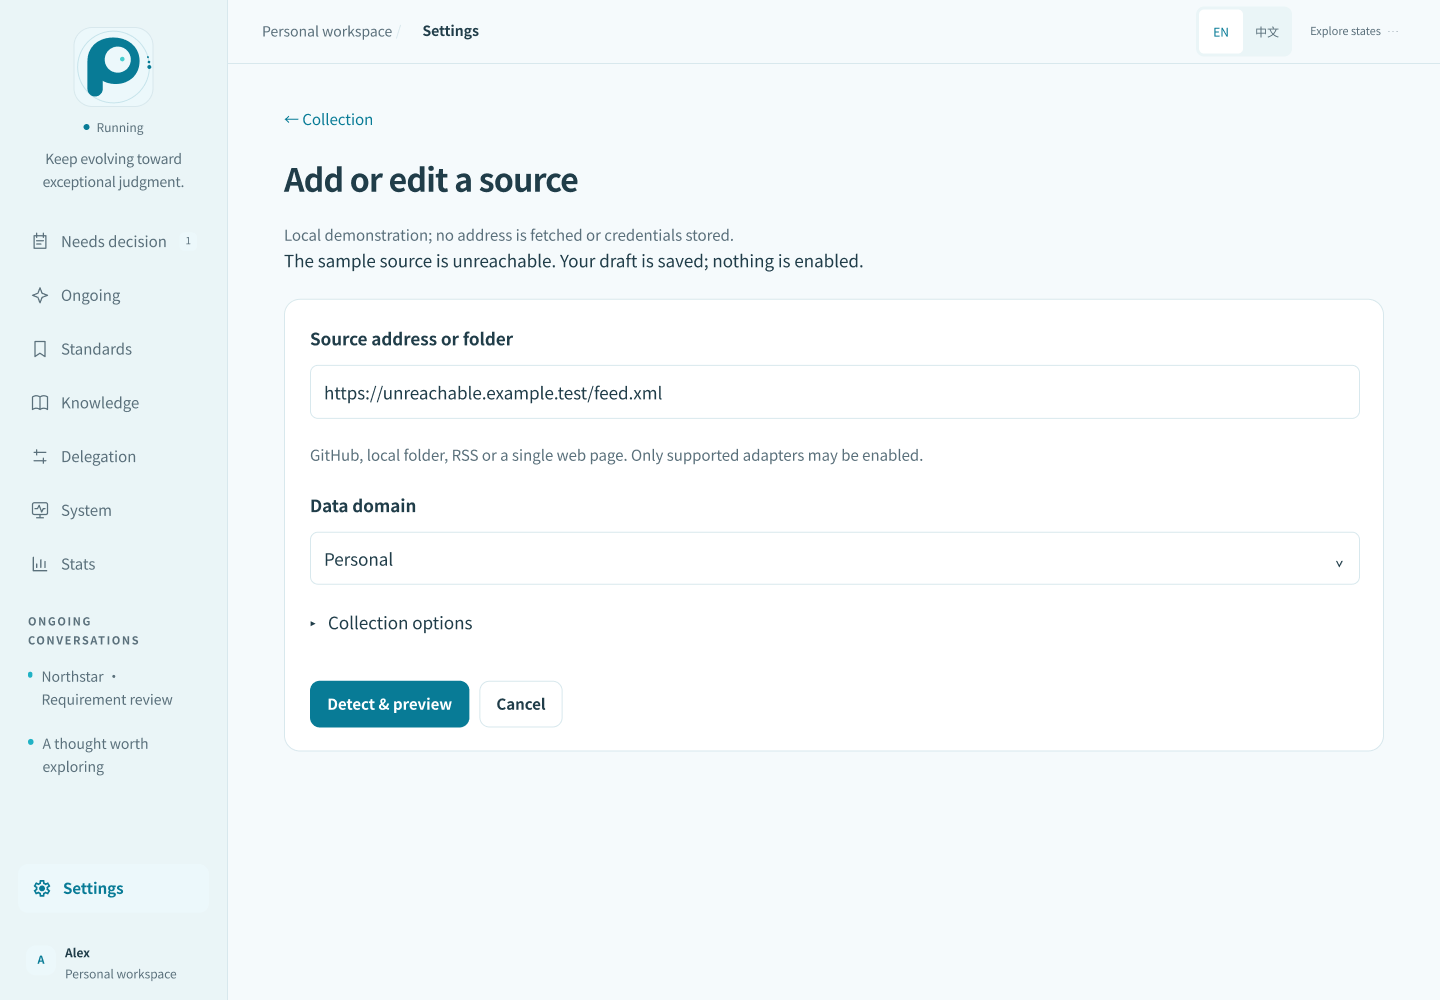 Running
Keep evolving toward
exceptional judgment.
Needs decision 1
Ongoing
Standards
Knowledge
Delegation
System
Stats
ONGOING
CONVERSATIONS
Northstar •
Requirement review
A thought worth
exploring
Settings
A
Alex
Personal workspace
Personal workspace / Settings
EN 中文
Explore states ···
← Collection
Add or edit a source
Local demonstration; no address is fetched or credentials stored.
The sample source is unreachable. Your draft is saved; nothing is enabled.
Source address or folder
https://unreachable.example.test/feed.xml
GitHub, local folder, RSS or a single web page. Only supported adapters may be enabled.
Data domain
Personal
Collection options
Detect & preview
Cancel